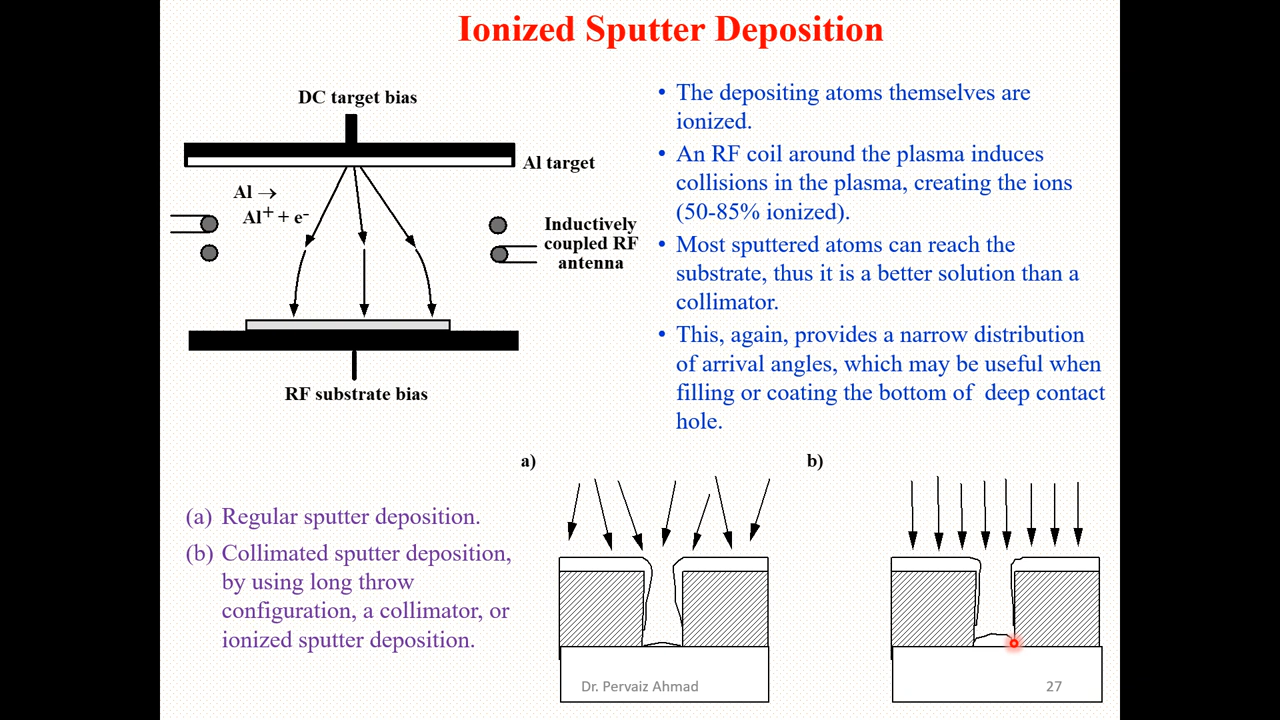 Ionized Sputter Deposition
DC target bias
Al target
Al →
Al+ + e-
Inductively
coupled RF
antenna
RF substrate bias
• The depositing atoms themselves are
ionized.
• An RF coil around the plasma induces
collisions in the plasma, creating the ions
(50-85% ionized).
• Most sputtered atoms can reach the
substrate, thus it is a better solution than a
collimator.
• This, again, provides a narrow distribution
of arrival angles, which may be useful when
filling or coating the bottom of deep contact
hole.
a)
b)
(a) Regular sputter deposition.
(b) Collimated sputter deposition,
by using long throw
configuration, a collimator, or
ionized sputter deposition.
Dr. Pervaiz Ahmad
27